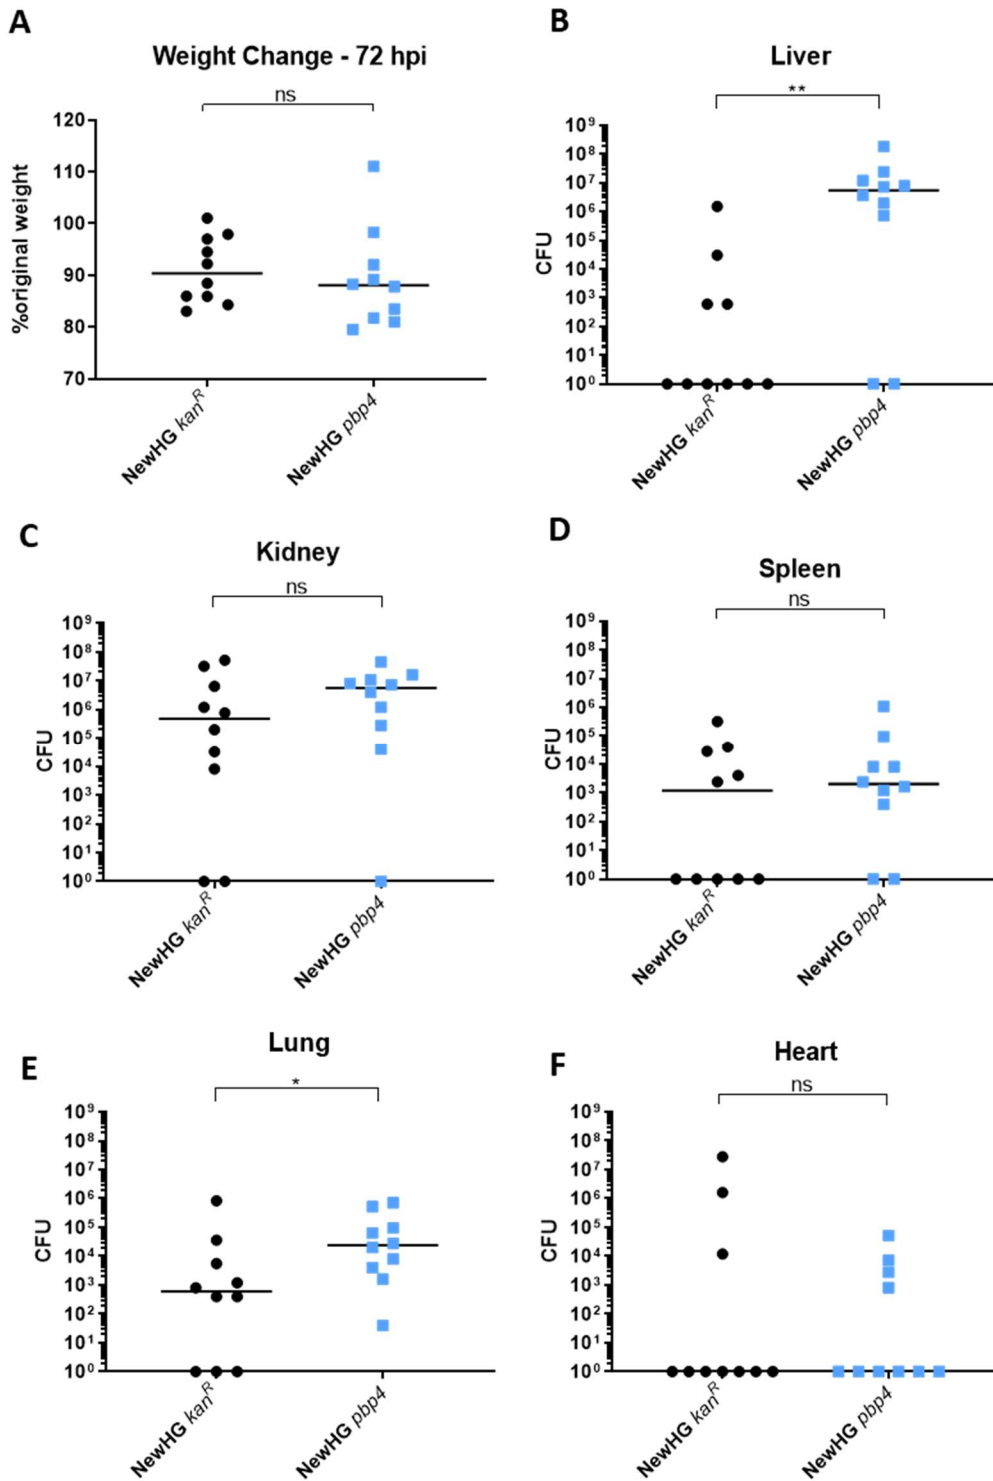 A
Weight Change - 72 hpi
ns
%original weight
120
110
100
90
80
70
NewHG kanᴿ
NewHG pbp4
B
Liver
**
CFU
10⁹
10⁸
10⁷
10⁶
10⁵
10⁴
10³
10²
10¹
10⁰
NewHG kanᴿ
NewHG pbp4
C
Kidney
ns
CFU
10⁹
10⁸
10⁷
10⁶
10⁵
10⁴
10³
10²
10¹
10⁰
NewHG kanᴿ
NewHG pbp4
D
Spleen
ns
CFU
10⁹
10⁸
10⁷
10⁶
10⁵
10⁴
10³
10²
10¹
10⁰
NewHG kanᴿ
NewHG pbp4
E
Lung
*
CFU
10⁹
10⁸
10⁷
10⁶
10⁵
10⁴
10³
10²
10¹
10⁰
NewHG kanᴿ
NewHG pbp4
F
Heart
ns
CFU
10⁹
10⁸
10⁷
10⁶
10⁵
10⁴
10³
10²
10¹
10⁰
NewHG kanᴿ
NewHG pbp4